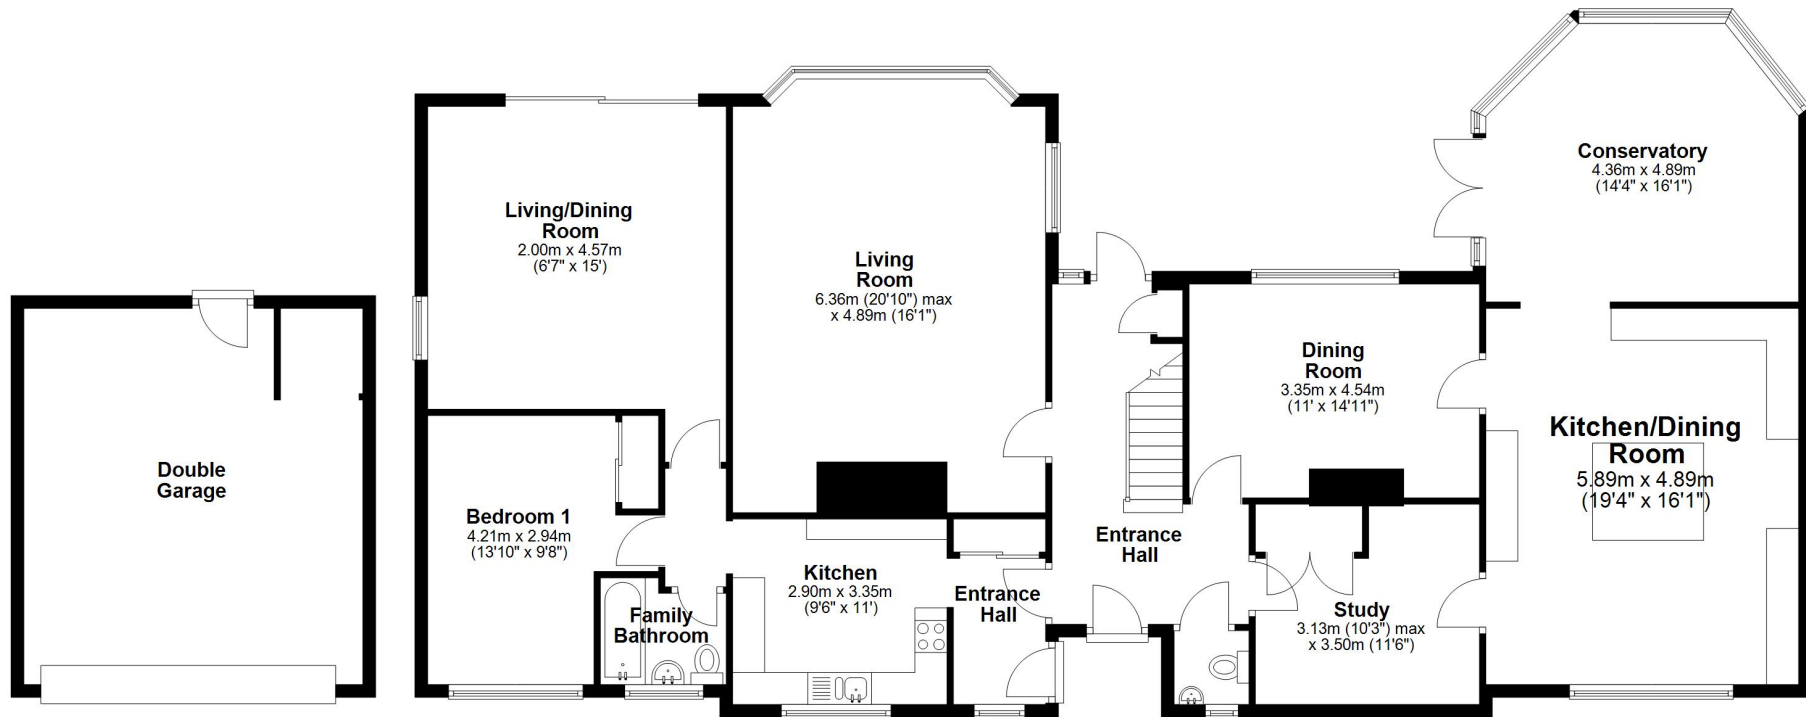 Living/Dining
Room
2.00m x 4.57m
(6'7" x 15')
Living
Room
6.36m (20'10") max
x 4.89m (16'1")
Conservatory
4.36m x 4.89m
(14'4" x 16'1")
Dining
Room
3.35m x 4.54m
(11' x 14'11")
Kitchen/Dining
Room
5.89m x 4.89m
(19'4" x 16'1")
Double
Garage
Bedroom 1
4.21m x 2.94m
(13'10" x 9'8")
Family
Bathroom
Kitchen
2.90m x 3.35m
(9'6" x 11')
Entrance
Hall
Entrance
Hall
Study
3.13m (10'3") max
x 3.50m (11'6")